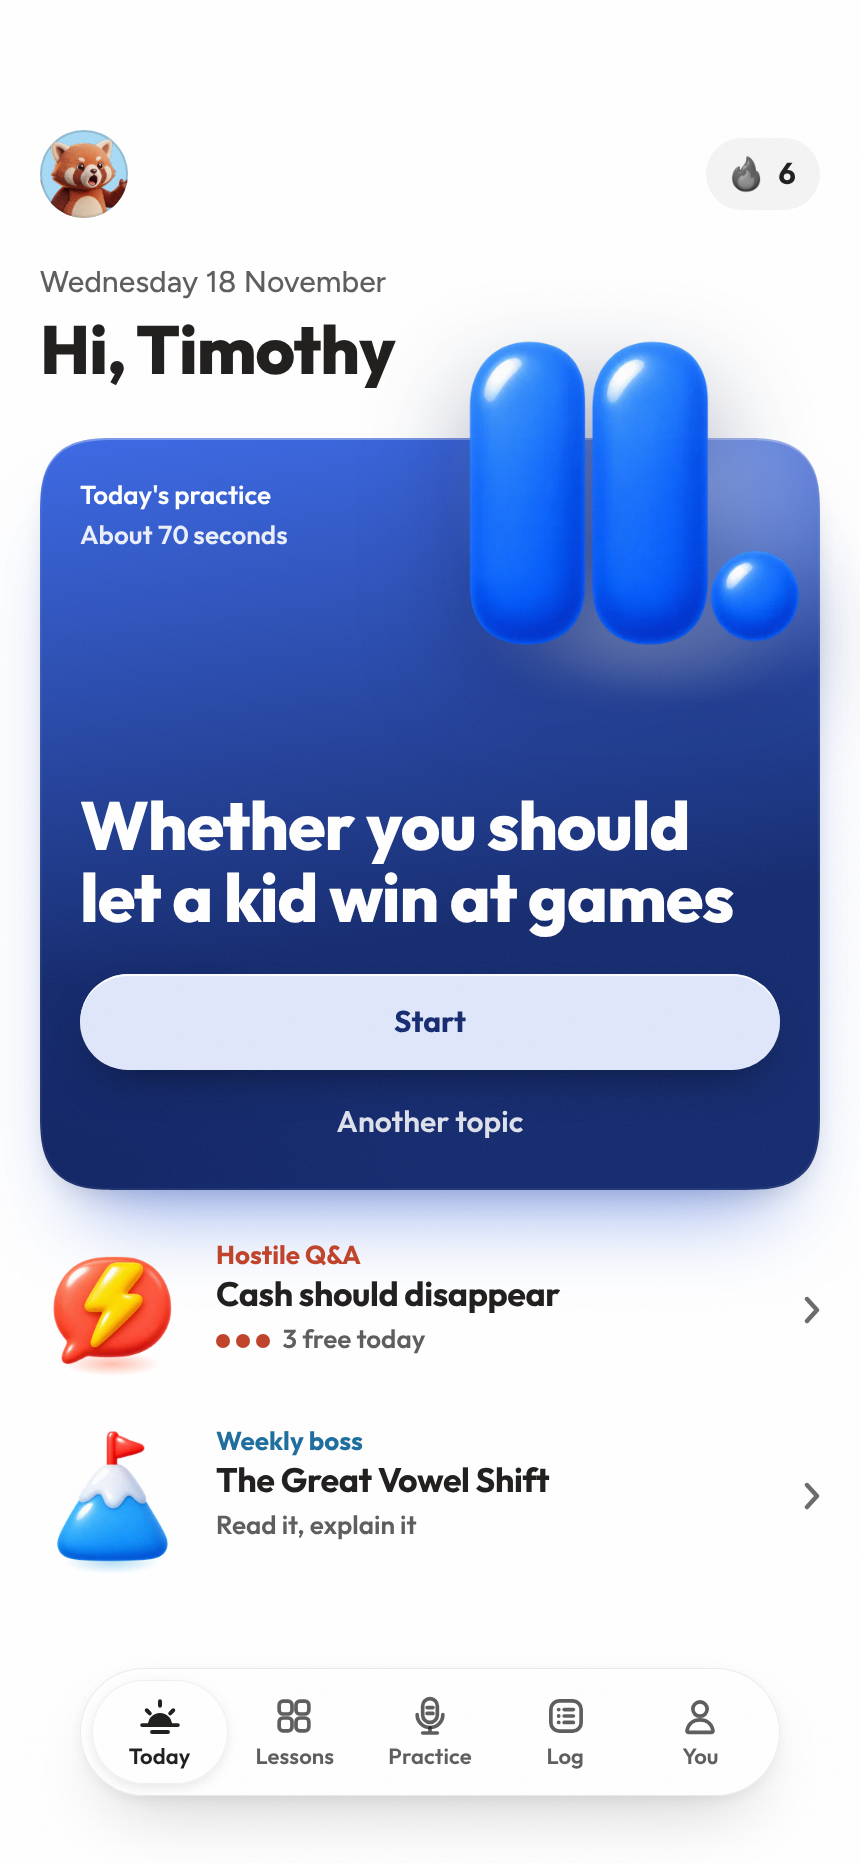 6
Wednesday 18 November
Hi, Timothy
Today's practice
About 70 seconds
Whether you should
let a kid win at games
Start
Another topic
Hostile Q&A
Cash should disappear
3 free today
Weekly boss
The Great Vowel Shift
Read it, explain it
Today
Lessons
Practice
Log
You